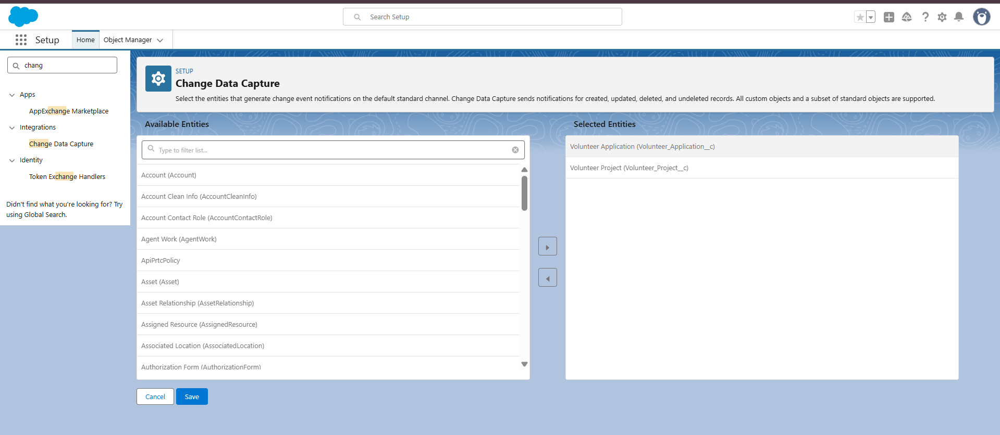 Search Setup
Setup
Home
Object Manager
chang
Apps
AppExchange Marketplace
Integrations
Change Data Capture
Identity
Token Exchange Handlers
Didn't find what you're looking for? Try
using Global Search.
SETUP
Change Data Capture
Select the entities that generate change event notifications on the default standard channel. Change Data Capture sends notifications for created, updated, deleted, and undeleted records. All custom objects and a subset of standard objects are supported.
Available Entities
Type to filter list...
Account (Account)
Account Clean Info (AccountCleanInfo)
Account Contact Role (AccountContactRole)
Agent Work (AgentWork)
ApiPrtcPolicy
Asset (Asset)
Asset Relationship (AssetRelationship)
Assigned Resource (AssignedResource)
Associated Location (AssociatedLocation)
Authorization Form (AuthorizationForm)
Selected Entities
Volunteer Application (Volunteer_Application__c)
Volunteer Project (Volunteer_Project__c)
Cancel
Save